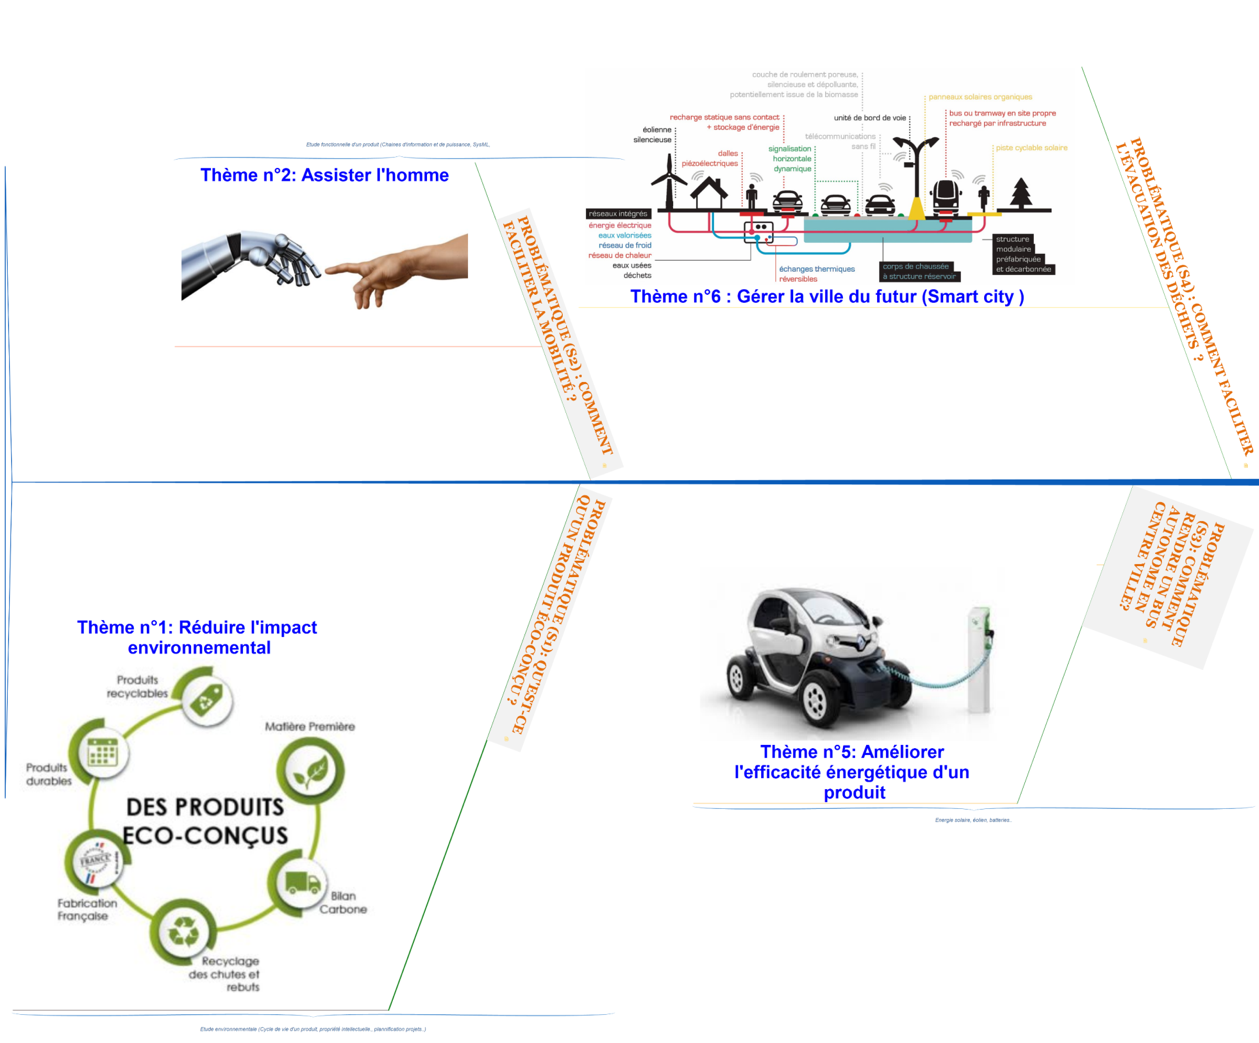 Etude fonctionnelle d'un produit (Chaines d'Information et de puissance, SysML,
Thème n°2: Assister l'homme
PROBLÉMATIQUE (S2) : COMMENT
FACILITER LA MOBILITÉ ?
couche de roulement poreuse,
silencieuse et dépolluante,
potentiellement issue de la biomasse
panneaux solaires organiques
recharge statique sans contact
+ stockage d'énergie
unité de bord de voie
bus ou tramway en site propre
rechargé par infrastructure
éolienne
silencieuse
télécommunications
sans fil
dalles
piézoélectriques
signalisation
horizontale
dynamique
piste cyclable solaire
réseaux intégrés
énergie électrique
eaux valorisées
réseau de froid
réseau de chaleur
eaux usées
déchets
échanges thermiques
réversibles
corps de chaussée
à structure réservoir
structure
modulaire
préfabriquée
et décarbonnée
Thème n°6 : Gérer la ville du futur (Smart city )
PROBLÉMATIQUE (S4) : COMMENT FACILITER
L'ÉVACUATION DES DÉCHETS ?
Thème n°1: Réduire l'impact
environnemental
Produits
recyclables
Matière Première
Produits
durables
DES PRODUITS
ECO-CONÇUS
FRANCE
Fabrication
Française
Bilan
Carbone
Recyclage
des chutes et
rebuts
PROBLÉMATIQUE (S1): QU'EST-CE
QU'UN PRODUIT ÉCO-CONÇU ?
Etude environnementale (Cycle de vie d'un produit, propriété intellectuelle , plannification projets..)
PROBLÉMATIQUE
(S3): COMMENT
RENDRE UN BUS
AUTONOME EN
CENTRE VILLE?
Thème n°5: Améliorer
l'efficacité énergétique d'un
produit
Energie solaire, éolien, batteries..